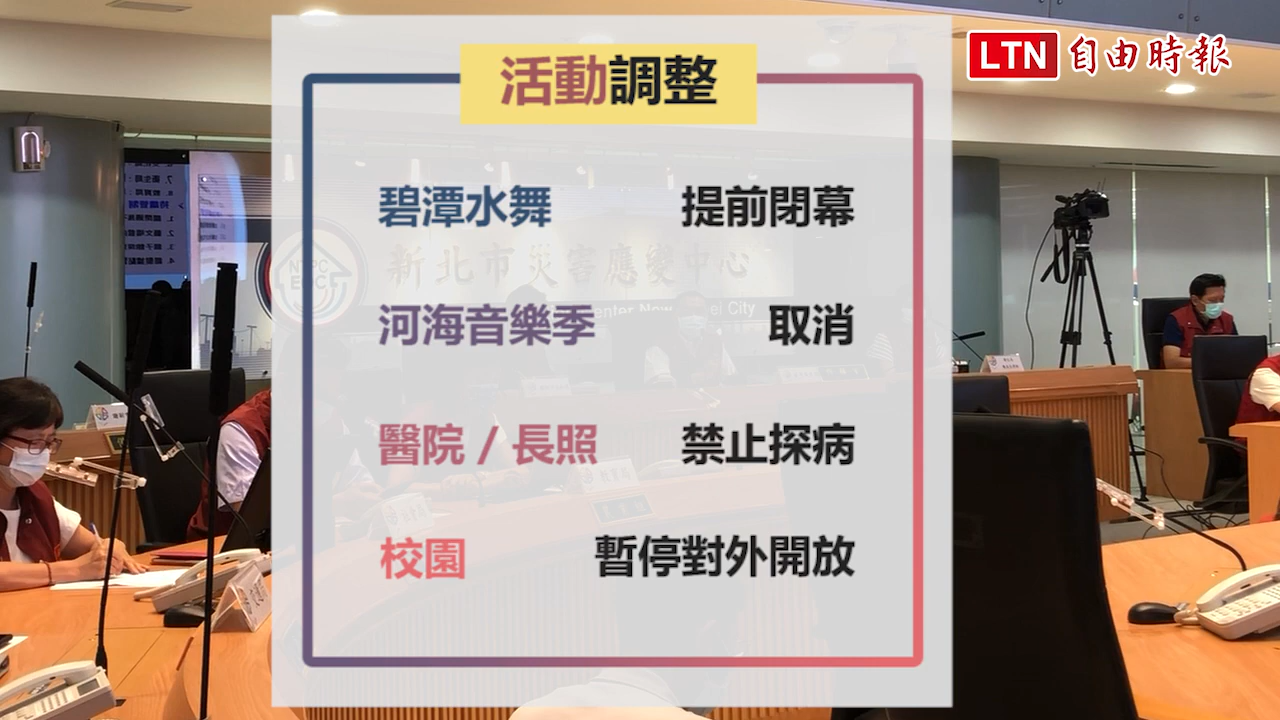 LTN 自由時報
活動調整
碧潭水舞 提前閉幕
新北市災害應變中心
河海音樂季 取消
醫院 / 長照 禁止探病
校園 暫停對外開放